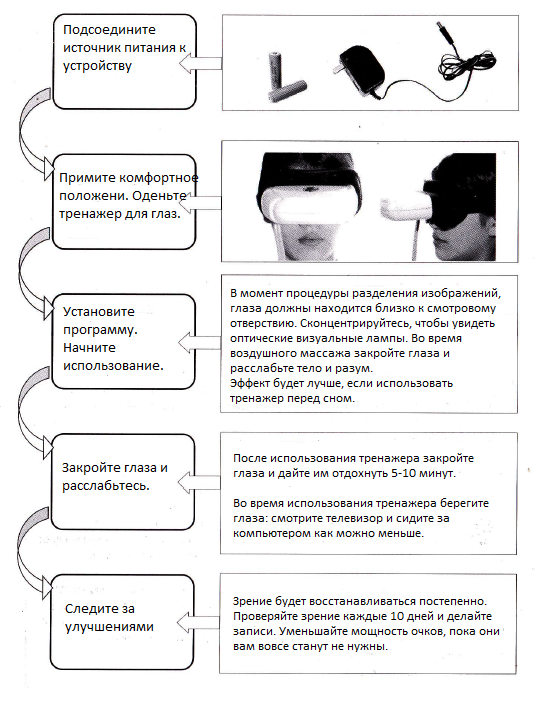 Подсоедините
источник питания к
устройству
Примите комфортное
положени. Оденьте
тренажер для глаз.
Установите
программу.
Начните
использование.
В момент процедуры разделения изображений,
глаза должны находится близко к смотровому
отверствию. Сконцентрируйтесь, чтобы увидеть
оптические визуальные лампы. Во время
воздушного массажа закройте глаза и
расслабьте тело и разум.
Эффект будет лучше, если использовать
тренажер перед сном.
Закройте глаза и
расслабьтесь.
После использования тренажера закройте
глаза и дайте им отдохнуть 5-10 минут.
Во время использования тренажера берегите
глаза: смотрите телевизор и сидите за
компьютером как можно меньше.
Следите за
улучшениями
Зрение будет восстанавливаться постепенно.
Проверяйте зрение каждые 10 дней и делайте
записи. Уменьшайте мощность очков, пока они
вам вовсе станут не нужны.